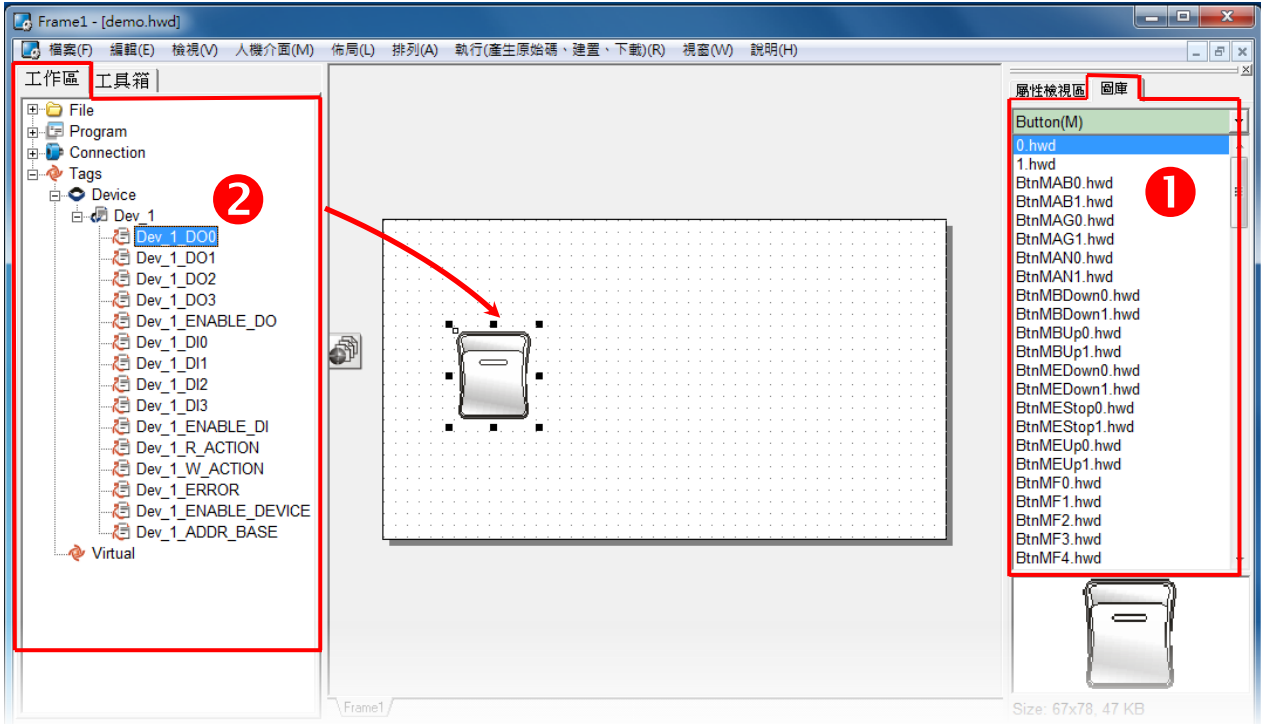 Frame1 - [demo.hwd]
檔案(F) 編輯(E) 檢視(V) 人機介面(M) 佈局(L) 排列(A) 執行(產生原始碼、建置、下載)(R) 視窗(W) 說明(H)
工作區 工具箱
File
Program
Connection
Tags
Device
Dev_1
Dev_1_DO0
Dev_1_DO1
Dev_1_DO2
Dev_1_DO3
Dev_1_ENABLE_DO
Dev_1_DI0
Dev_1_DI1
Dev_1_DI2
Dev_1_DI3
Dev_1_ENABLE_DI
Dev_1_R_ACTION
Dev_1_W_ACTION
Dev_1_ERROR
Dev_1_ENABLE_DEVICE
Dev_1_ADDR_BASE
Virtual
2
Frame1
屬性檢視區 圖庫
Button(M)
0.hwd
1.hwd
BtnMAB0.hwd
BtnMAB1.hwd
BtnMAG0.hwd
BtnMAG1.hwd
BtnMAN0.hwd
BtnMAN1.hwd
BtnMBDown0.hwd
BtnMBDown1.hwd
BtnMBUp0.hwd
BtnMBUp1.hwd
BtnMEDown0.hwd
BtnMEDown1.hwd
BtnMEStop0.hwd
BtnMEStop1.hwd
BtnMEUp0.hwd
BtnMEUp1.hwd
BtnMF0.hwd
BtnMF1.hwd
BtnMF2.hwd
BtnMF3.hwd
BtnMF4.hwd
1
Size: 67x78, 47 KB